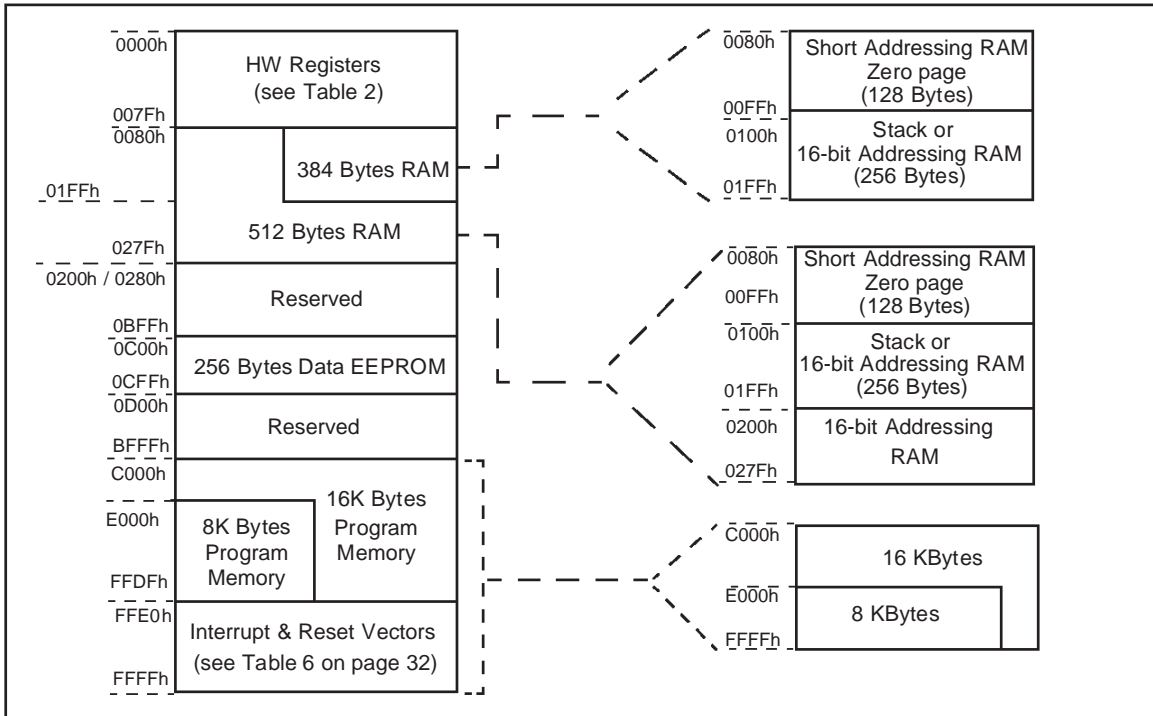 0000h
HW Registers
(see Table 2)
007Fh
0080h
384 Bytes RAM
01FFh
512 Bytes RAM
027Fh
0200h / 0280h
Reserved
0BFFh
0C00h
256 Bytes Data EEPROM
0CFFh
0D00h
Reserved
BFFFh
C000h
16K Bytes
Program
Memory
E000h
8K Bytes
Program
Memory
FFDFh
FFE0h
Interrupt & Reset Vectors
(see Table 6 on page 32)
FFFFh
0080h
Short Addressing RAM
Zero page
(128 Bytes)
00FFh
0100h
Stack or
16-bit Addressing RAM
(256 Bytes)
01FFh
0080h
Short Addressing RAM
Zero page
(128 Bytes)
00FFh
0100h
Stack or
16-bit Addressing RAM
(256 Bytes)
01FFh
0200h
16-bit Addressing
RAM
027Fh
C000h
16 KBytes
E000h
8 KBytes
FFFFh